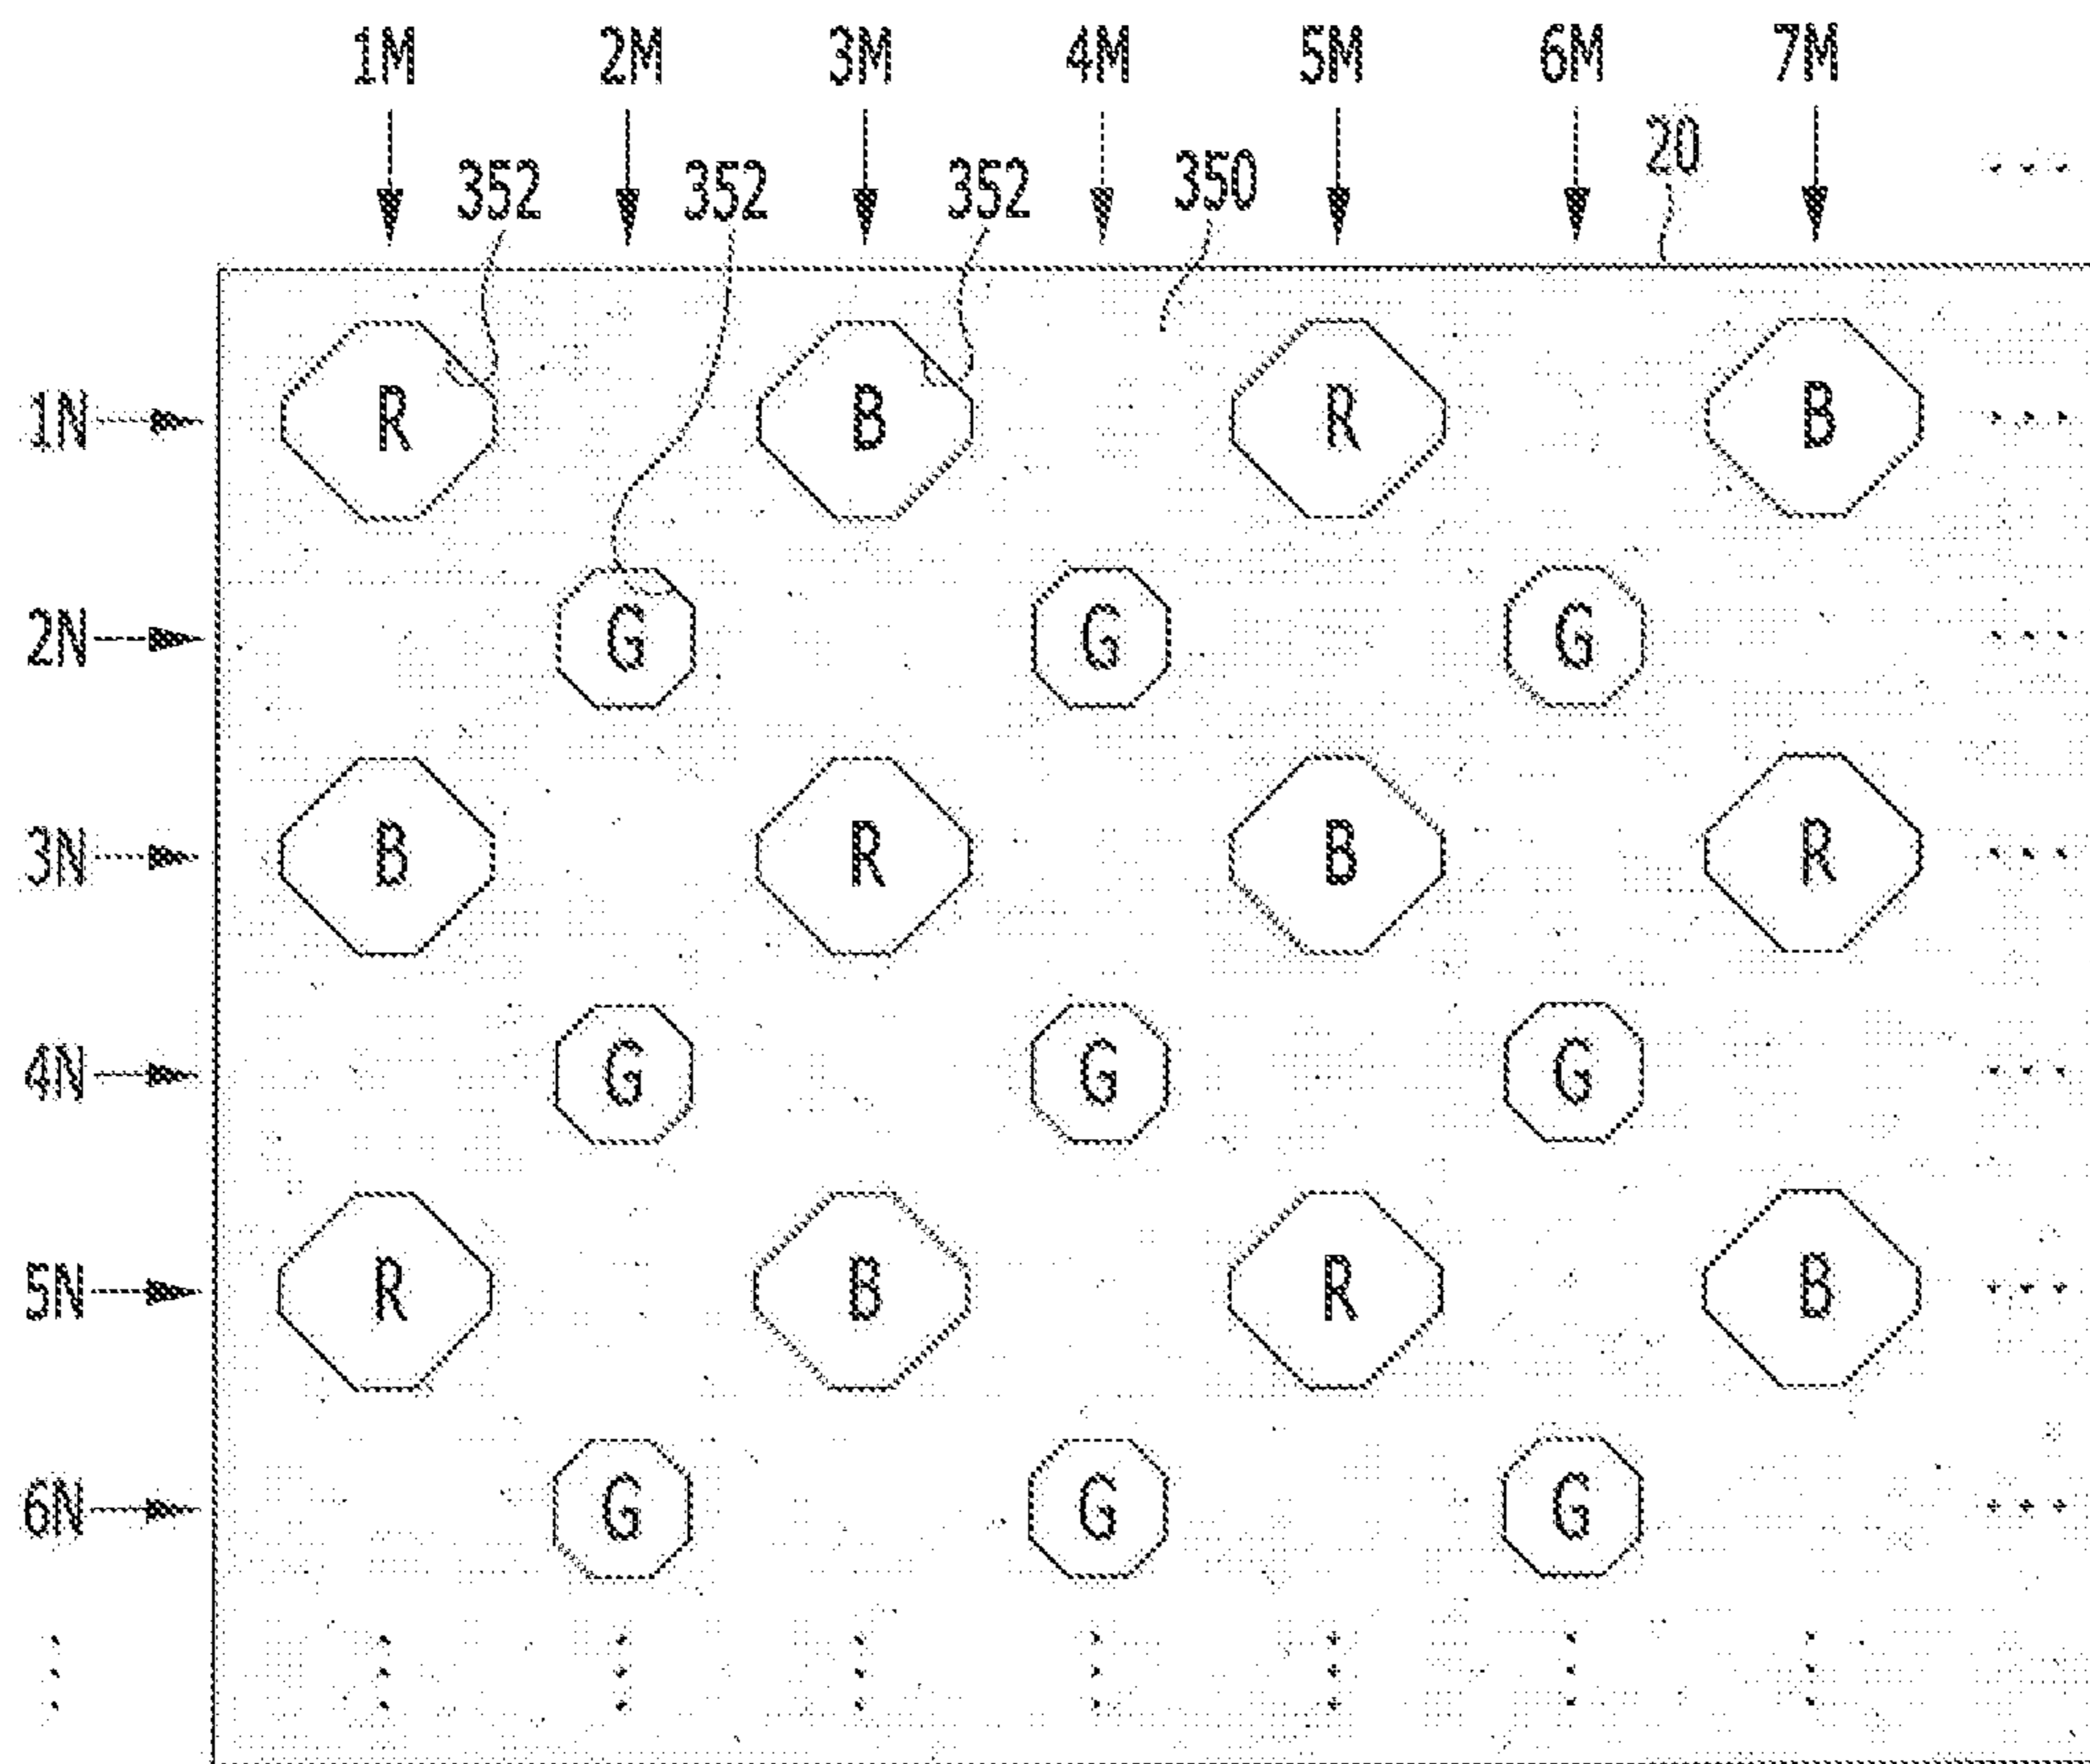 1M 2M 3M 4M 5M 6M 7M
352 352 352 350 20 ...
1N R B R B ...
2N G G G ...
3N B R B R ...
4N G G G ...
5N R B R B ...
6N G G G ...